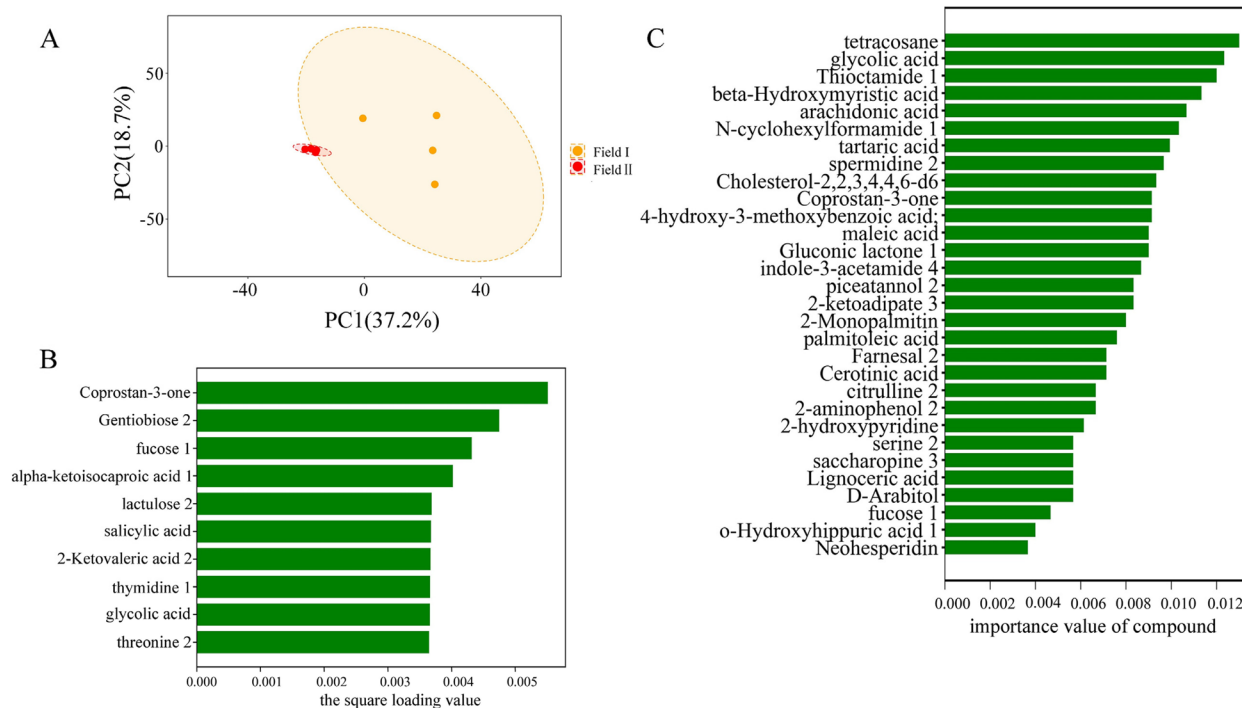 A
50
0
-50
PC2(18.7%)
-40
0
40
PC1(37.2%)
Field I
Field II
B
Coprostan-3-one
Gentiobiose 2
fucose 1
alpha-ketoisocaproic acid 1
lactulose 2
salicylic acid
2-Ketovaleric acid 2
thymidine 1
glycolic acid
threonine 2
0.000 0.001 0.002 0.003 0.004 0.005
the square loading value
C
tetracosane
glycolic acid
Thioctamide 1
beta-Hydroxymyristic acid
arachidonic acid
N-cyclohexylformamide 1
tartaric acid
spermidine 2
Cholesterol-2,2,3,4,4,6-d6
Coprostan-3-one
4-hydroxy-3-methoxybenzoic acid;
maleic acid
Gluconic lactone 1
indole-3-acetamide 4
piceatannol 2
2-ketoadipate 3
2-Monopalmitin
palmitoleic acid
Farnesal 2
Cerotinic acid
citrulline 2
2-aminophenol 2
2-hydroxypyridine
serine 2
saccharopine 3
Lignoceric acid
D-Arabitol
fucose 1
o-Hydroxyhippuric acid 1
Neohesperidin
0.000 0.002 0.004 0.006 0.008 0.010 0.012
importance value of compound